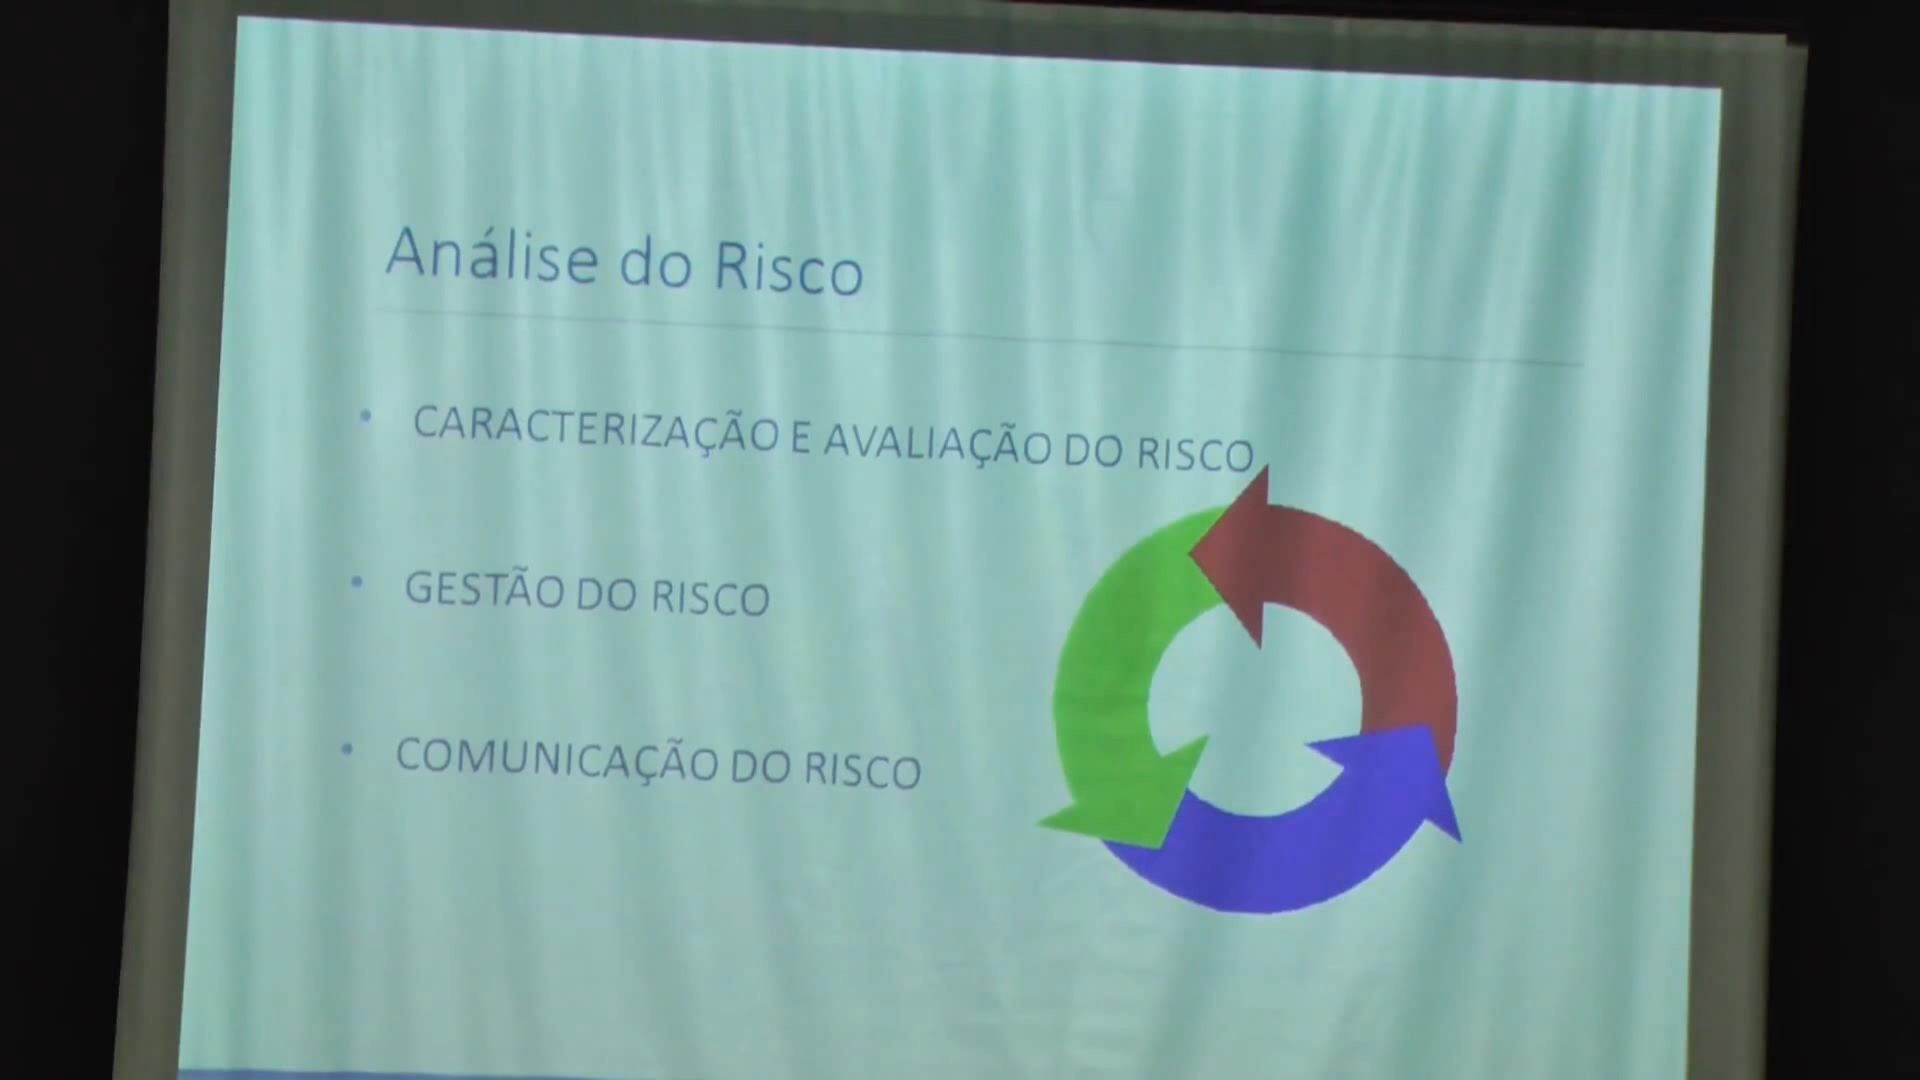 Análise do Risco
• CARACTERIZAÇÃO E AVALIAÇÃO DO RISCO
• GESTÃO DO RISCO
• COMUNICAÇÃO DO RISCO